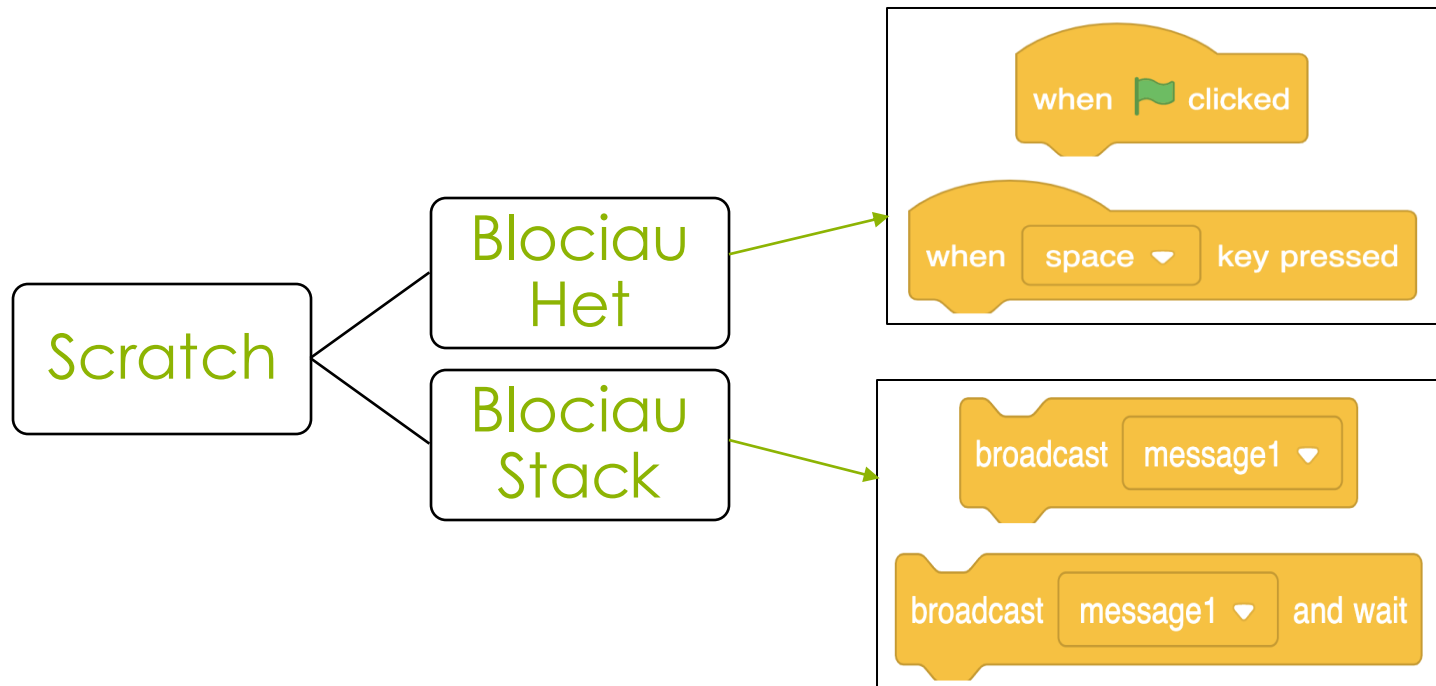 Scratch
Blociau
Het
Blociau
Stack
when clicked
when space key pressed
broadcast message1
broadcast message1 and wait